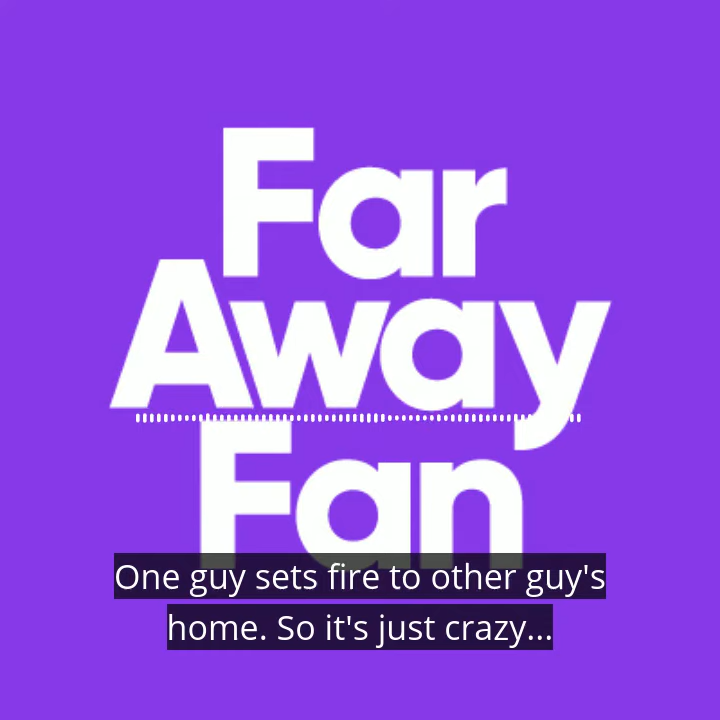 Far
Away
Fan
One guy sets fire to other guy's
home. So it's just crazy...